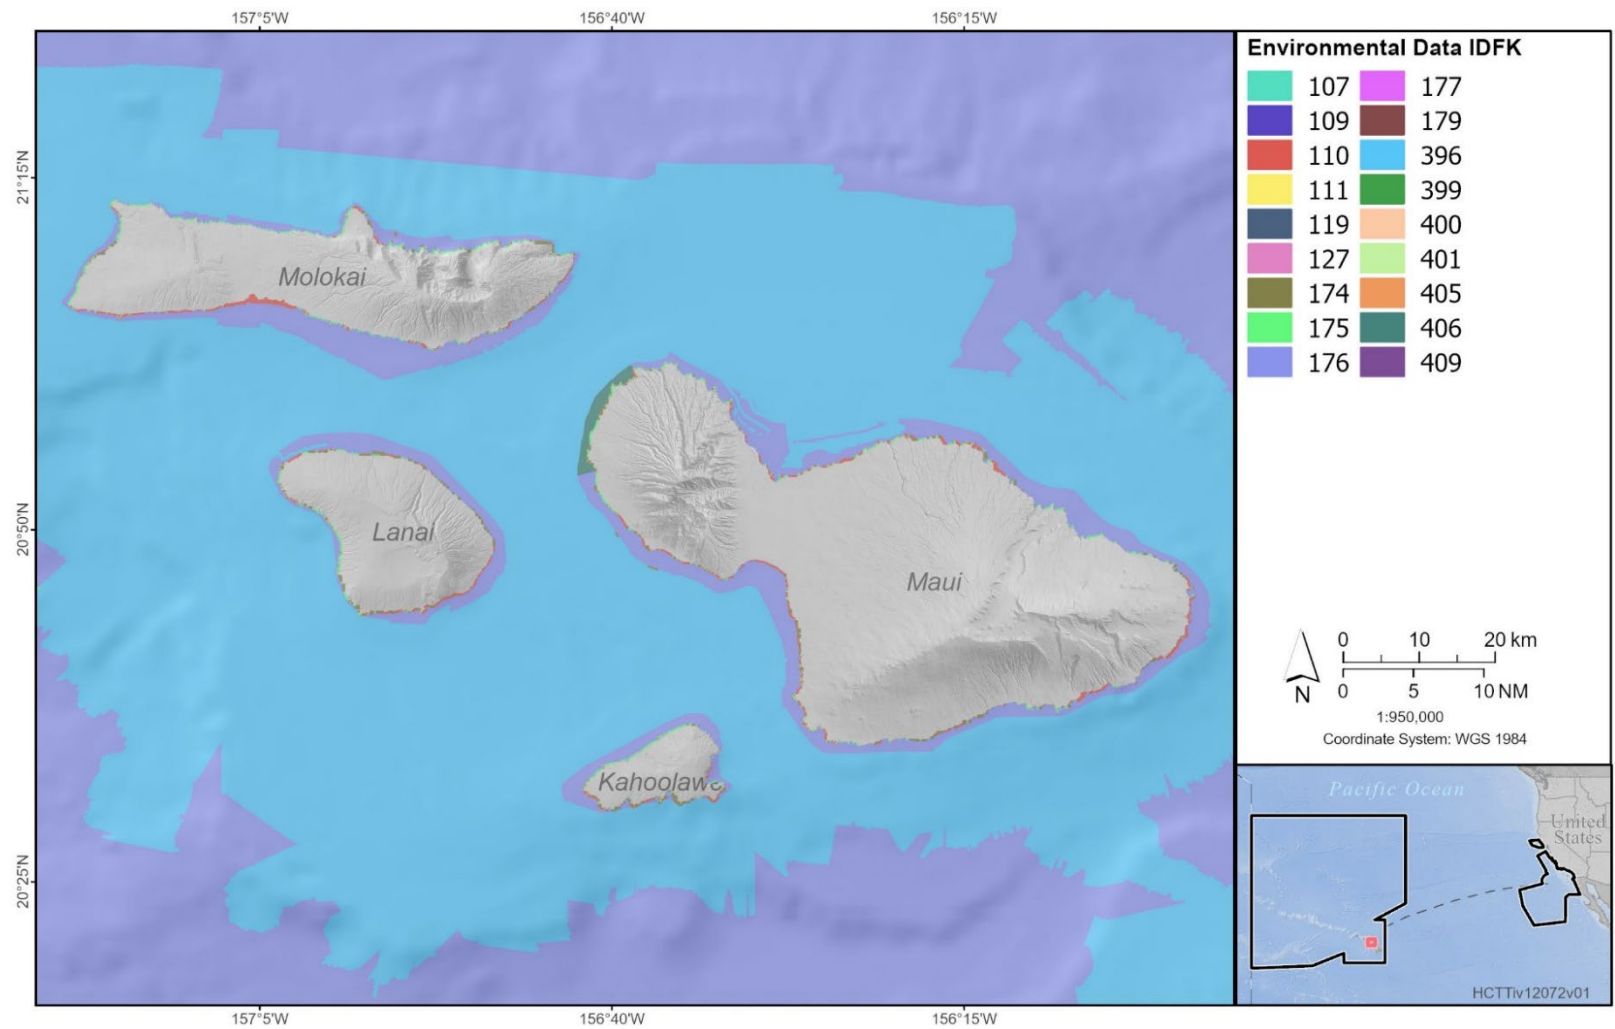 157°5'W 156°40'W 156°15'W
21°15'N
20°50'N
20°25'N
Molokai
Lanai
Maui
Kahoolawe
157°5'W 156°40'W 156°15'W
Environmental Data IDFK
107 177
109 179
110 396
111 399
119 400
127 401
174 405
175 406
176 409
N
0 10 20 km
0 5 10 NM
1:950,000
Coordinate System: WGS 1984
Pacific Ocean
United
States
HCTTiv12072v01